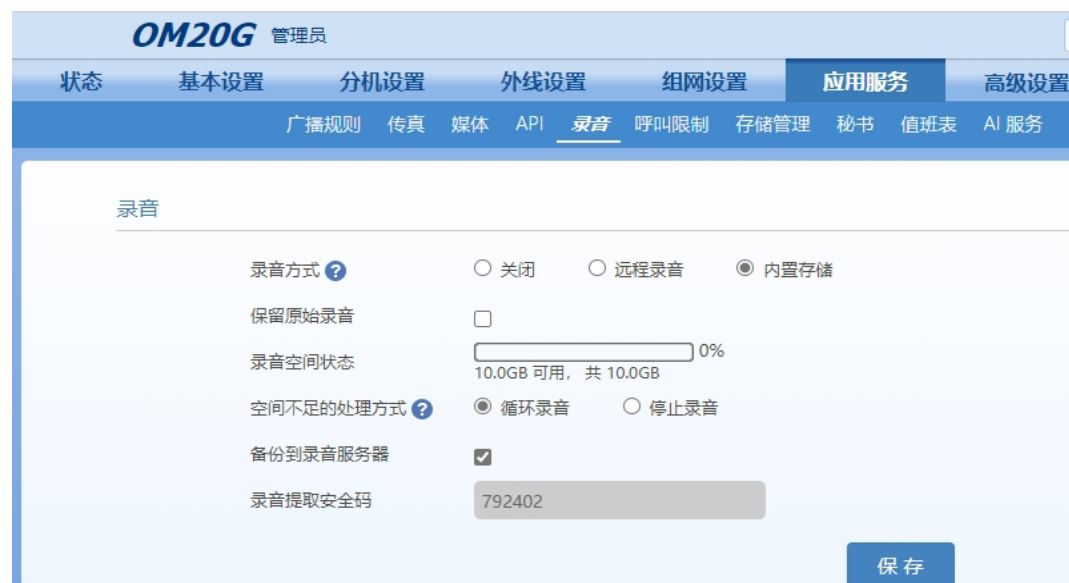 OM20G 管理员
状态 基本设置 分机设置 外线设置 组网设置 应用服务 高级设置
广播规则 传真 媒体 API 录音 呼叫限制 存储管理 秘书 值班表 AI 服务
录音
录音方式 ? 关闭 远程录音 内置存储
保留原始录音
录音空间状态 0%
10.0GB 可用， 共 10.0GB
空间不足的处理方式 ? 循环录音 停止录音
备份到录音服务器
录音提取安全码 792402
保存